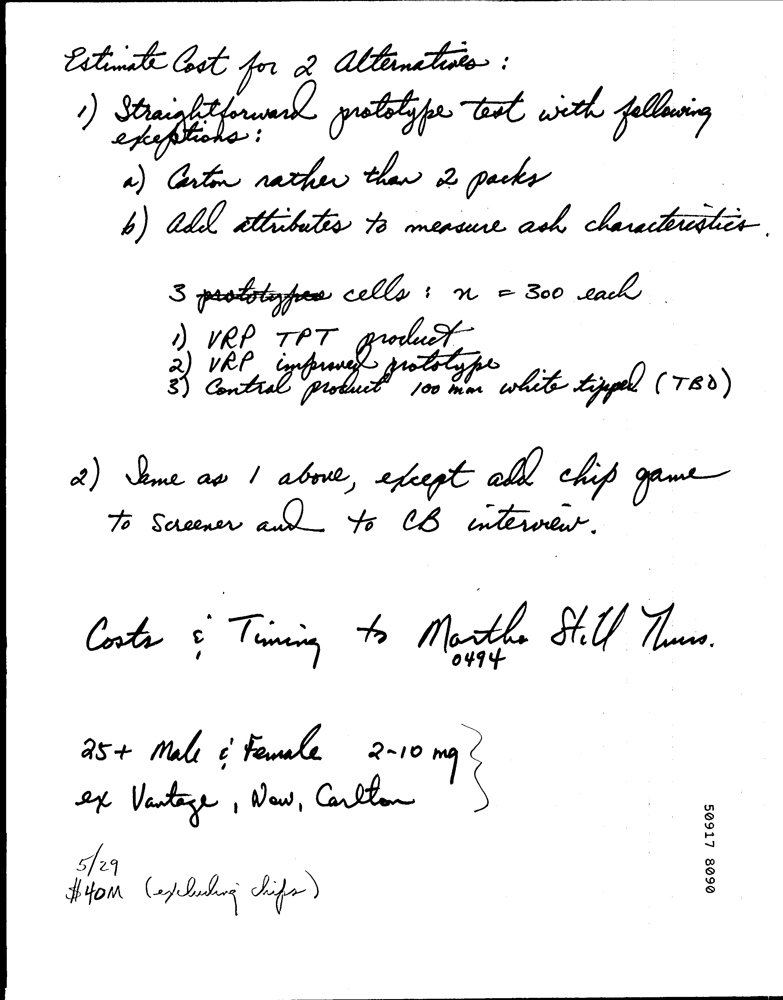 Estimate Cost for 2 Alternatives :
1) Straightforward prototype test with following
exceptions :
a) Carton rather than 2 packs
b) Add attributes to measure ash characteristics.
3 prototypes cells : n = 300 each
1) VRP TPT product
2) VRP improved prototype
3) Control product 100 mm white tipped (TBD)
2) Same as 1 above, except add chip game
to screener and to CB interview.
Costs & Timing to Martha Still Thurs.
0494
25+ Male & Female 2-10 mg
ex Vantage, Now, Carlton
5/29
$40M (excluding chips)
50917 8090